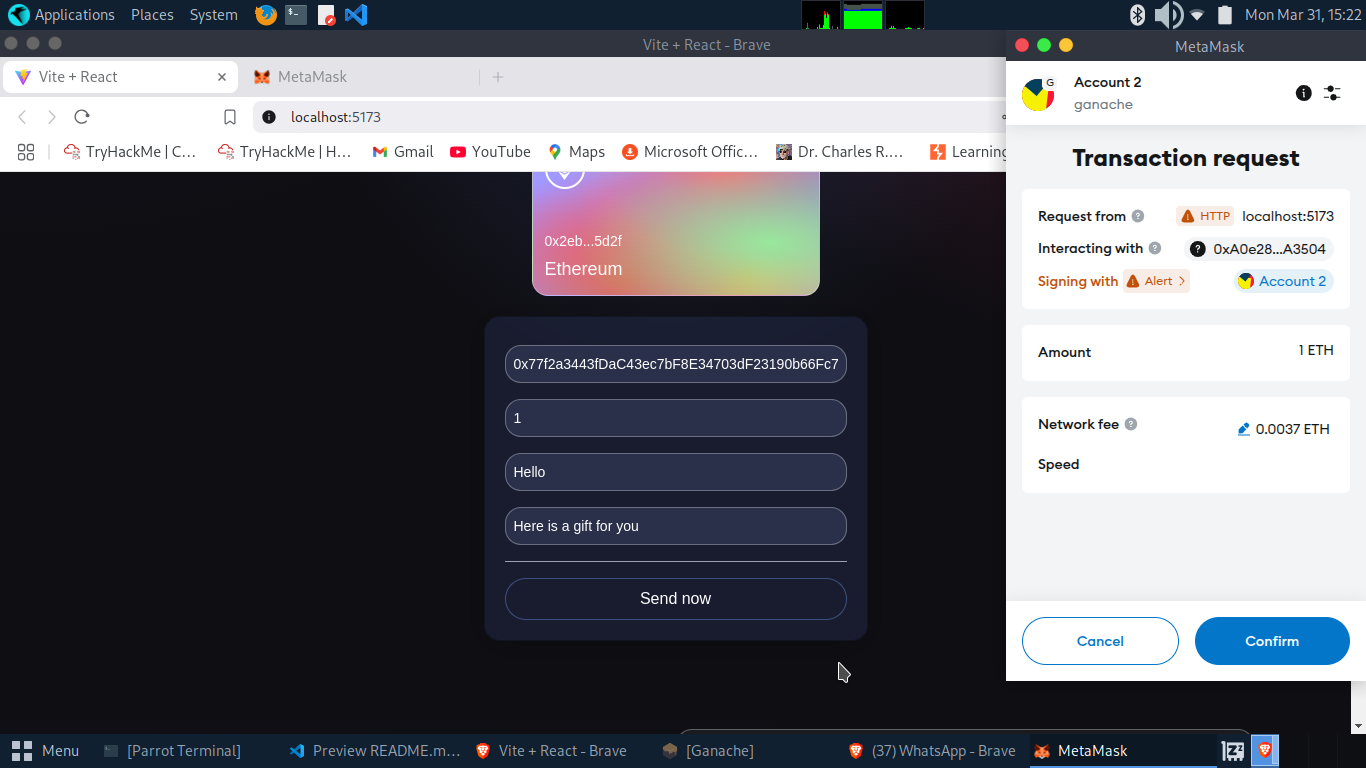 Applications Places System
Mon Mar 31, 15:22
Vite + React - Brave
Vite + React
MetaMask
localhost:5173
TryHackMe | C...
TryHackMe | H...
Gmail
YouTube
Maps
Microsoft Offic...
Dr. Charles R....
Learning
0x2eb...5d2f
Ethereum
0x77f2a3443fDaC43ec7bF8E34703dF23190b66Fc7
1
Hello
Here is a gift for you
Send now
MetaMask
G
Account 2
ganache
Transaction request
Request from HTTP localhost:5173
Interacting with 0xA0e28...A3504
Signing with Alert Account 2
Amount 1 ETH
Network fee 0.0037 ETH
Speed
Cancel Confirm
Menu
[Parrot Terminal]
Preview README.m...
Vite + React - Brave
[Ganache]
(37) WhatsApp - Brave
MetaMask